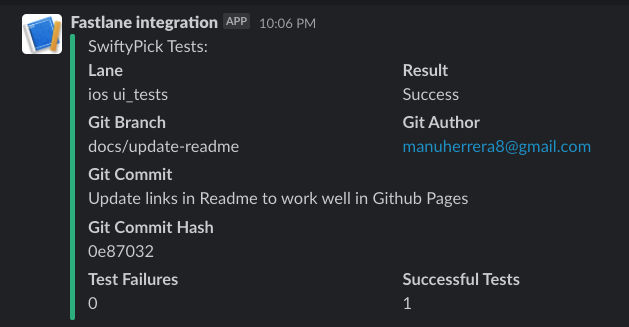 Fastlane integration APP 10:06 PM
SwiftyPick Tests:
Lane Result
ios ui_tests Success
Git Branch Git Author
docs/update-readme manuherrera8@gmail.com
Git Commit
Update links in Readme to work well in Github Pages
Git Commit Hash
0e87032
Test Failures Successful Tests
0 1